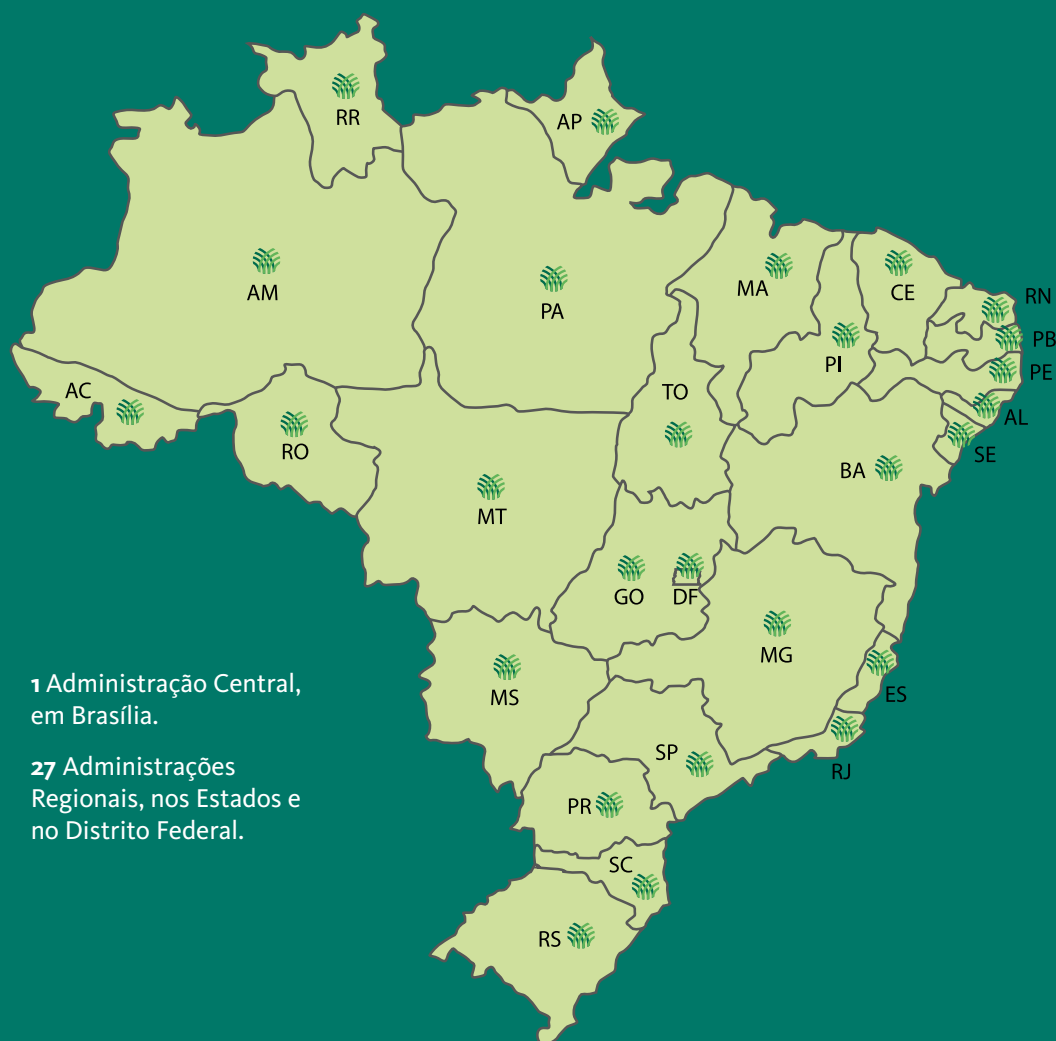 RR
AP
AM
PA
MA
CE
RN
PB
PI
PE
AC
TO
AL
RO
SE
BA
MT
GO
DF
MG
MS
ES
SP
RJ
PR
SC
RS
1 Administração Central,
em Brasília.
27 Administrações
Regionais, nos Estados e
no Distrito Federal.